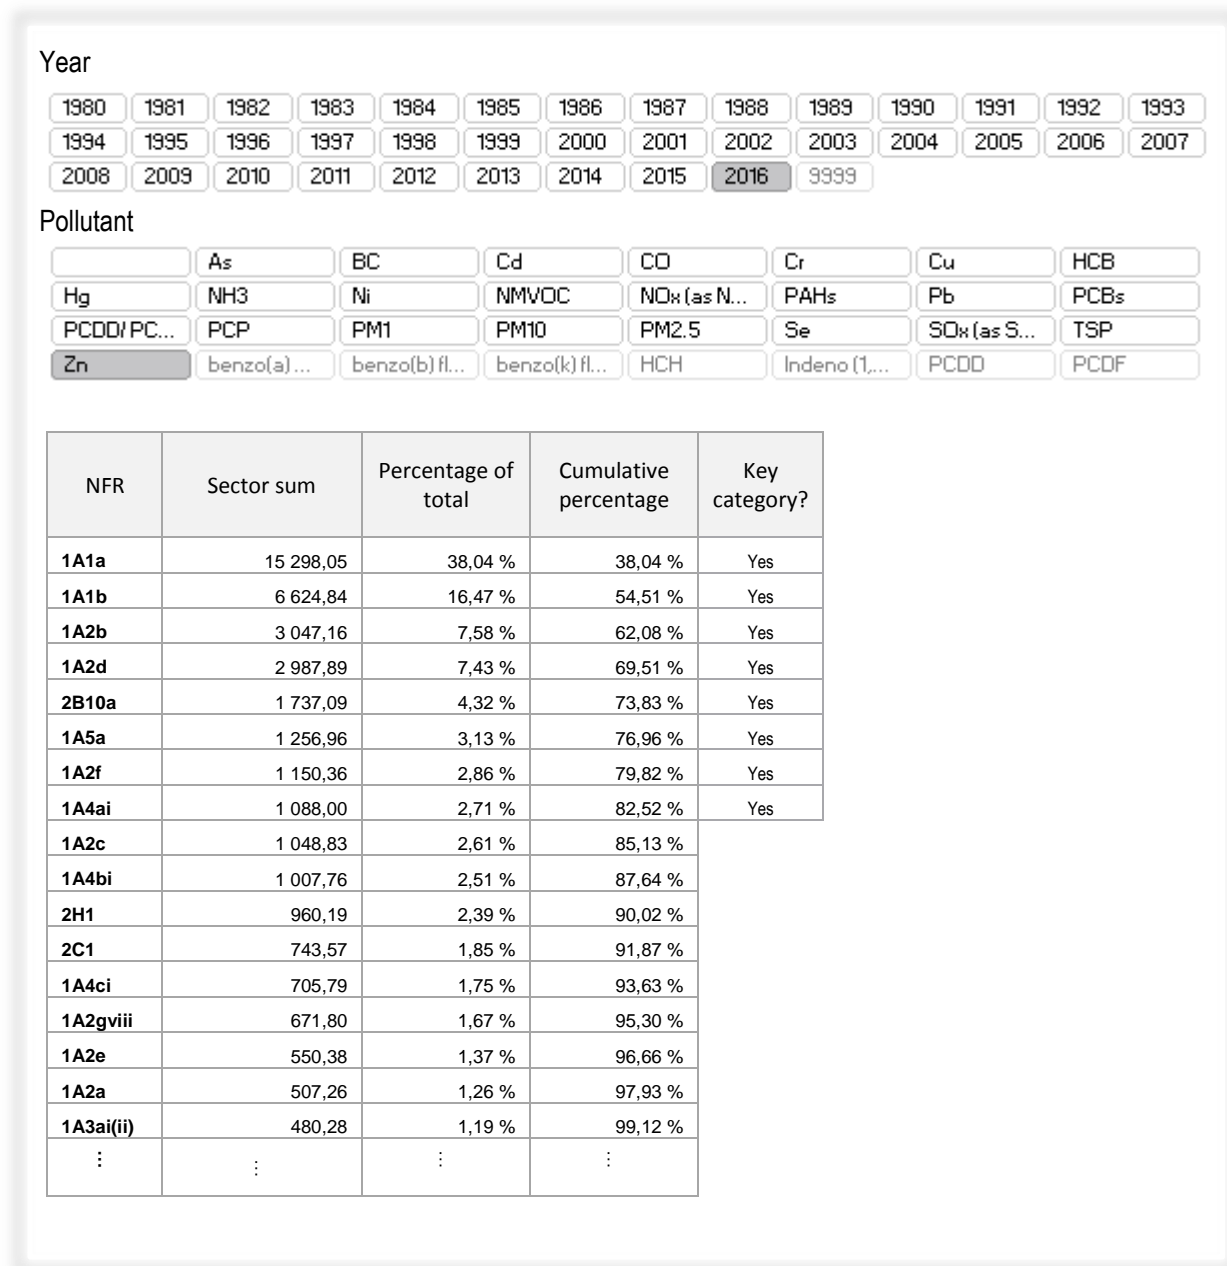 Year
1980 1981 1982 1983 1984 1985 1986 1987 1988 1989 1990 1991 1992 1993
1994 1995 1996 1997 1998 1999 2000 2001 2002 2003 2004 2005 2006 2007
2008 2009 2010 2011 2012 2013 2014 2015 2016 9999
Pollutant
As BC Cd CO Cr Cu HCB
Hg NH3 Ni NMVOC NOx (as N... PAHs Pb PCBs
PCDD/ PC... PCP PM1 PM10 PM2.5 Se SOx (as S... TSP
Zn benzo(a) ... benzo(b) fl... benzo(k) fl... HCH Indeno (1,... PCDD PCDF
NFR Sector sum Percentage of total Cumulative percentage Key category?
1A1a 15 298,05 38,04 % 38,04 % Yes
1A1b 6 624,84 16,47 % 54,51 % Yes
1A2b 3 047,16 7,58 % 62,08 % Yes
1A2d 2 987,89 7,43 % 69,51 % Yes
2B10a 1 737,09 4,32 % 73,83 % Yes
1A5a 1 256,96 3,13 % 76,96 % Yes
1A2f 1 150,36 2,86 % 79,82 % Yes
1A4ai 1 088,00 2,71 % 82,52 % Yes
1A2c 1 048,83 2,61 % 85,13 %
1A4bi 1 007,76 2,51 % 87,64 %
2H1 960,19 2,39 % 90,02 %
2C1 743,57 1,85 % 91,87 %
1A4ci 705,79 1,75 % 93,63 %
1A2gviii 671,80 1,67 % 95,30 %
1A2e 550,38 1,37 % 96,66 %
1A2a 507,26 1,26 % 97,93 %
1A3ai(ii) 480,28 1,19 % 99,12 %
⋮ ⋮ ⋮ ⋮